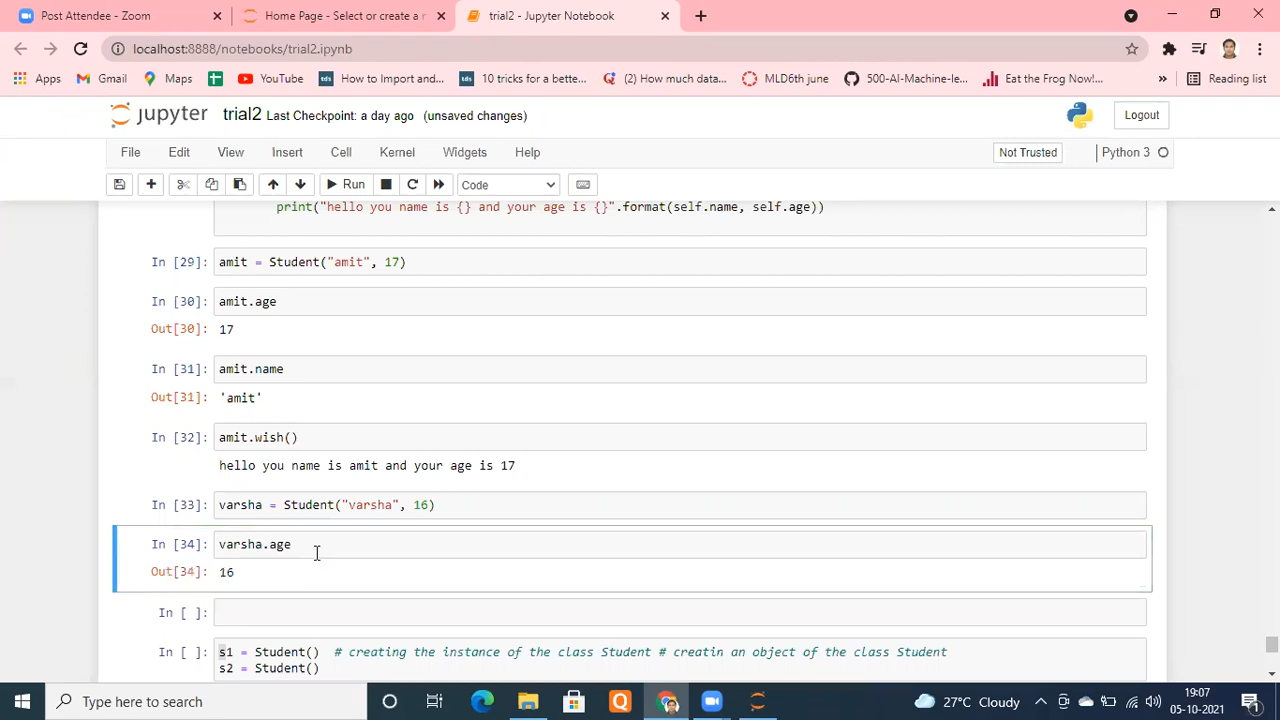 Post Attendee - Zoom
Home Page - Select or create a n
trial2 - Jupyter Notebook
localhost:8888/notebooks/trial2.ipynb
Apps
Gmail
Maps
YouTube
How to Import and...
10 tricks for a bette...
(2) How much data...
MLD6th june
500-AI-Machine-le...
Eat the Frog Now!...
Reading list
jupyter
trial2 Last Checkpoint: a day ago (unsaved changes)
Logout
File Edit View Insert Cell Kernel Widgets Help
Not Trusted
Python 3
Run
Code
print("hello you name is {} and your age is {}".format(self.name, self.age))
In [29]: amit = Student("amit", 17)
In [30]: amit.age
Out[30]: 17
In [31]: amit.name
Out[31]: 'amit'
In [32]: amit.wish()
hello you name is amit and your age is 17
In [33]: varsha = Student("varsha", 16)
In [34]: varsha.age
Out[34]: 16
In [ ]:
In [ ]: s1 = Student() # creating the instance of the class Student # creatin an object of the class Student
s2 = Student()
Type here to search
27°C Cloudy
19:07
05-10-2021